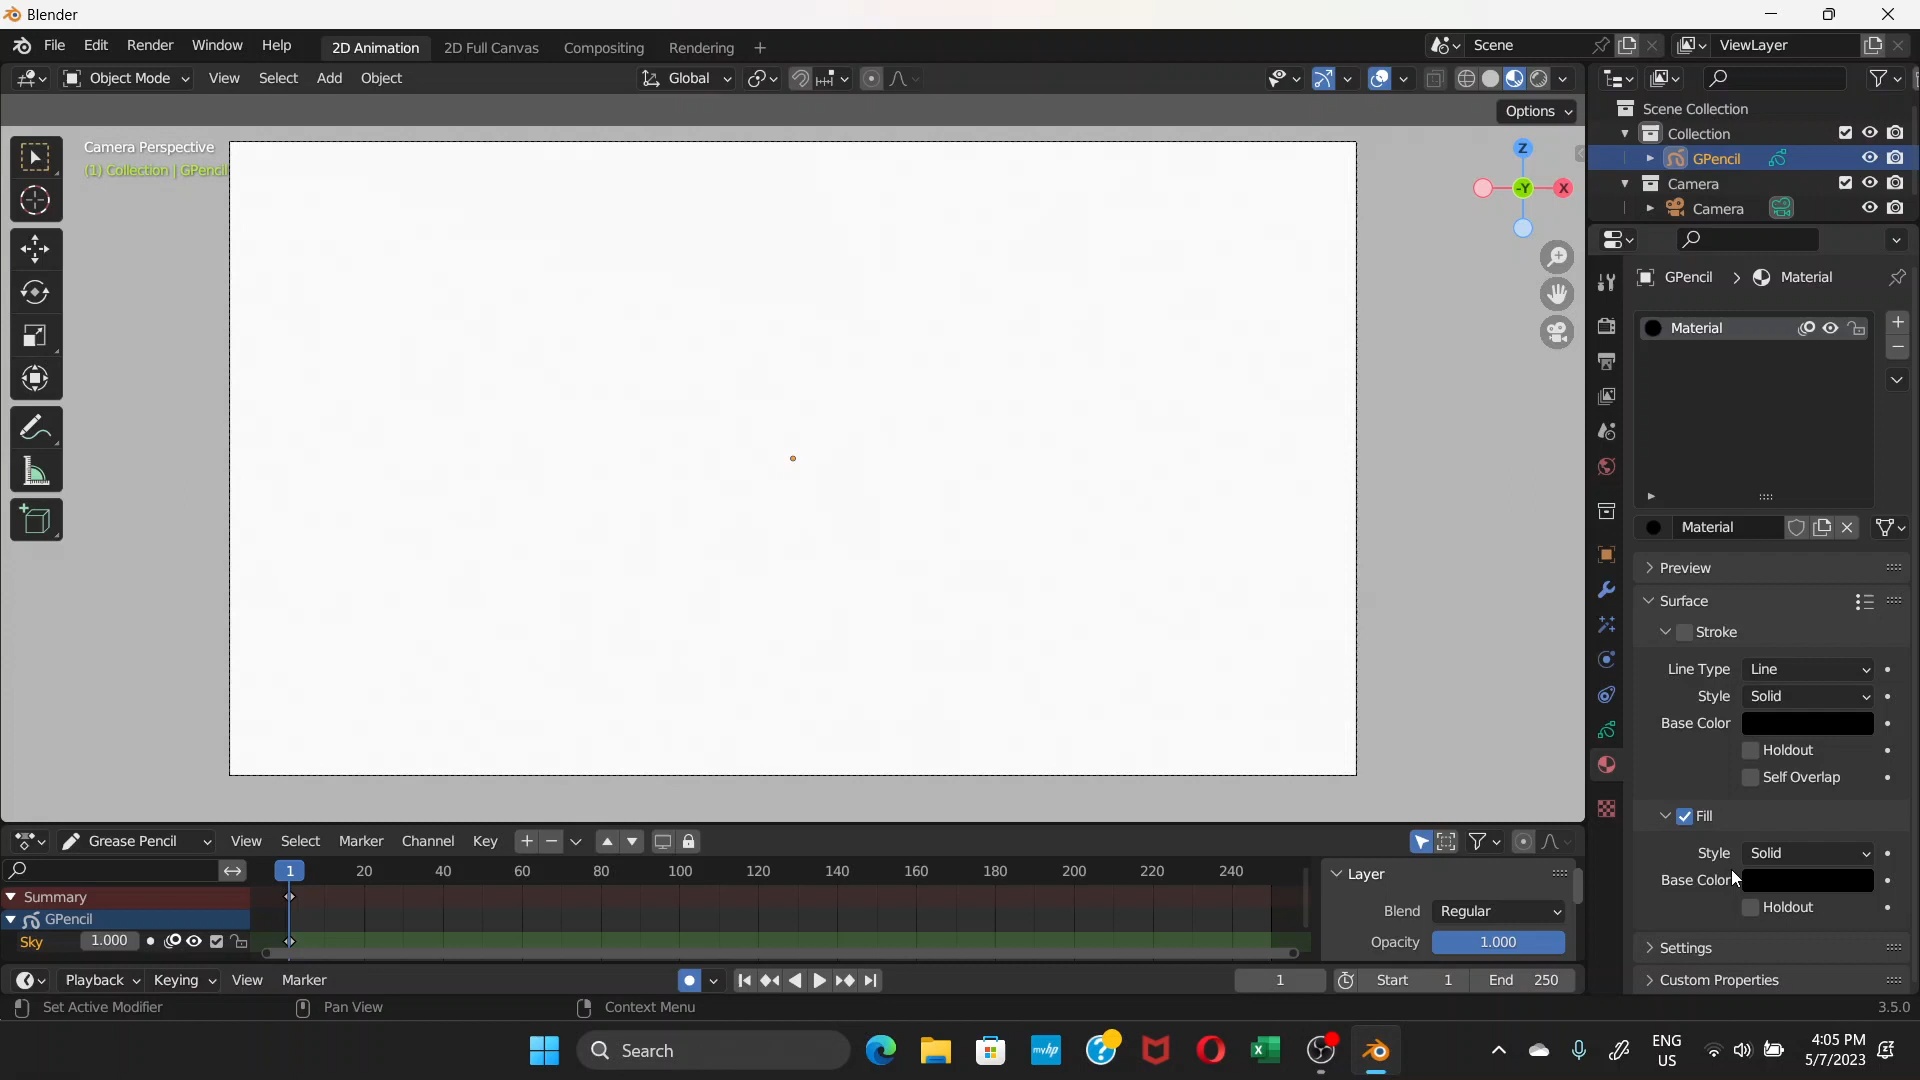 Blender
File Edit Render Window Help 2D Animation 2D Full Canvas Compositing Rendering + Scene ViewLayer
Object Mode View Select Add Object Global
Options
Scene Collection
Collection
GPencil
Camera
Camera
Camera Perspective
(1) Collection | GPencil
Z
-Y X
GPencil > Material
Material
Material
Preview
Surface
Stroke
Line Type Line
Style Solid
Base Color
Holdout
Self Overlap
Fill
Style Solid
Base Color
Holdout
Settings
Custom Properties
Grease Pencil View Select Marker Channel Key
1 20 40 60 80 100 120 140 160 180 200 220 240
Summary
GPencil
Sky 1.000
Layer
Blend Regular
Opacity 1.000
Playback Keying View Marker 1 Start 1 End 250
Set Active Modifier Pan View Context Menu 3.5.0
Search
myhp
ENG
US
4:05 PM
5/7/2023